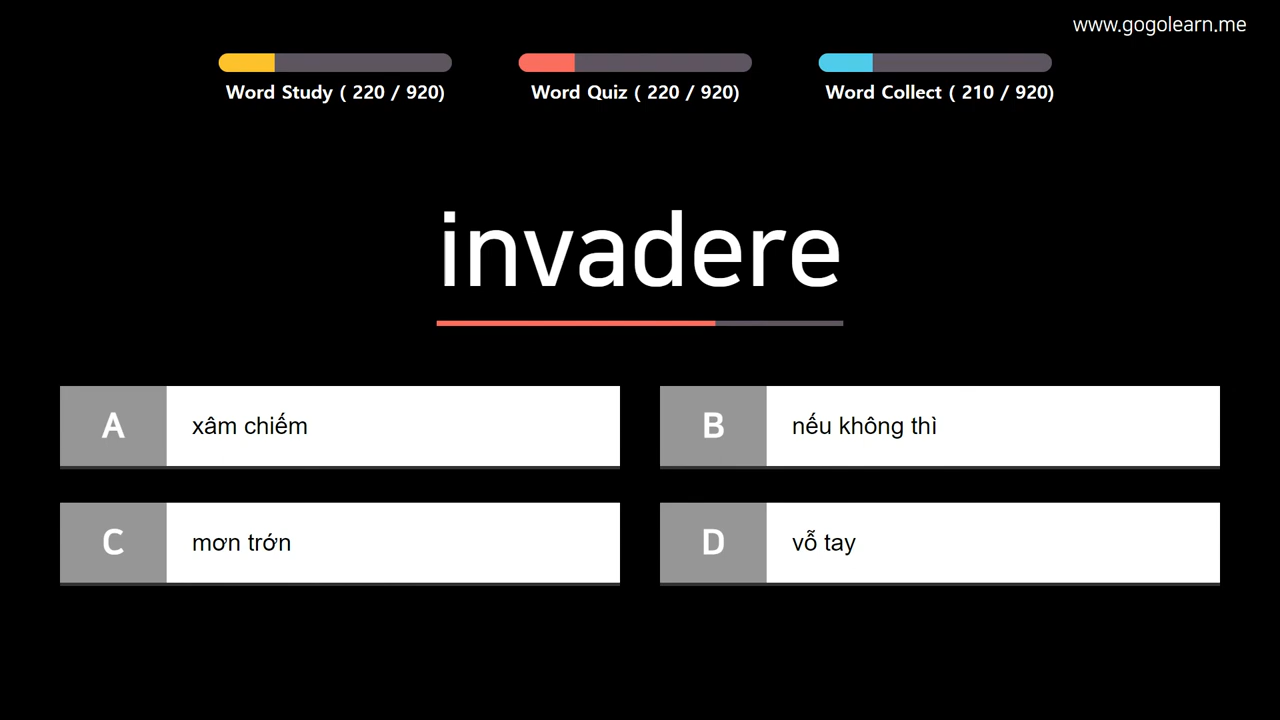 www.gogolearn.me
Word Study ( 220 / 920)
Word Quiz ( 220 / 920)
Word Collect ( 210 / 920)
invadere
A
xâm chiếm
B
nếu không thì
C
mơn trớn
D
vỗ tay